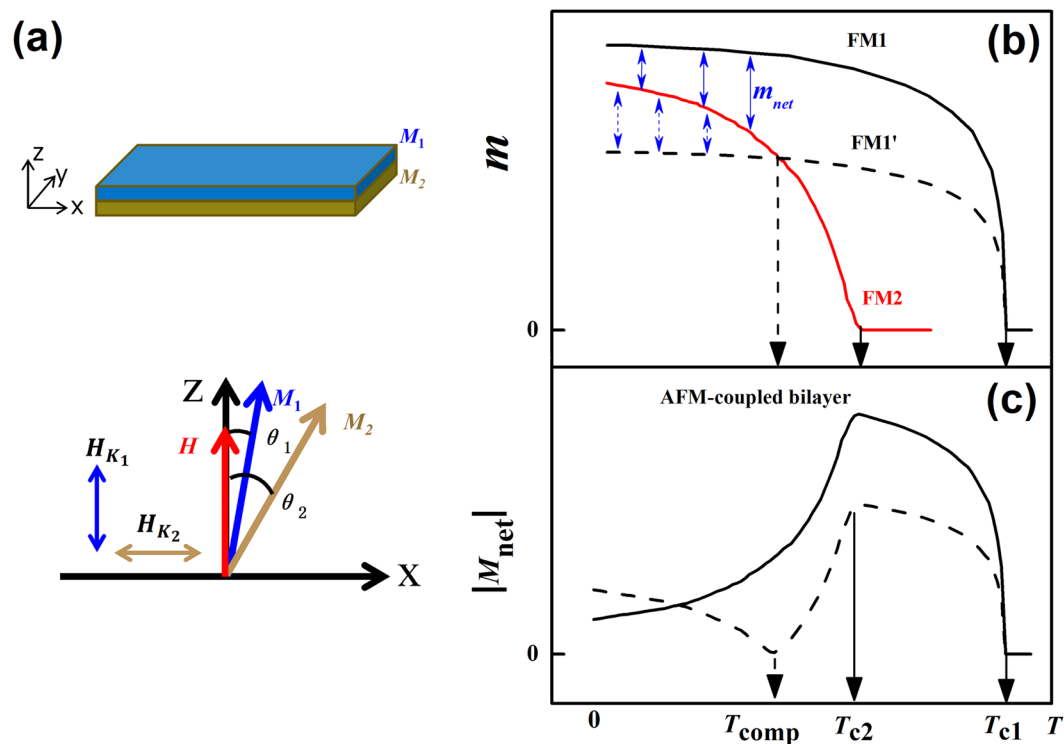 (a)
Z
y
X
M1
M2
Z
M1
M2
H
θ1
θ2
HK1
HK2
X
(b)
FM1
mnet
FM1'
m
FM2
0
(c)
AFM-coupled bilayer
|Mnet|
0
0
Tcomp
Tc2
Tc1
T